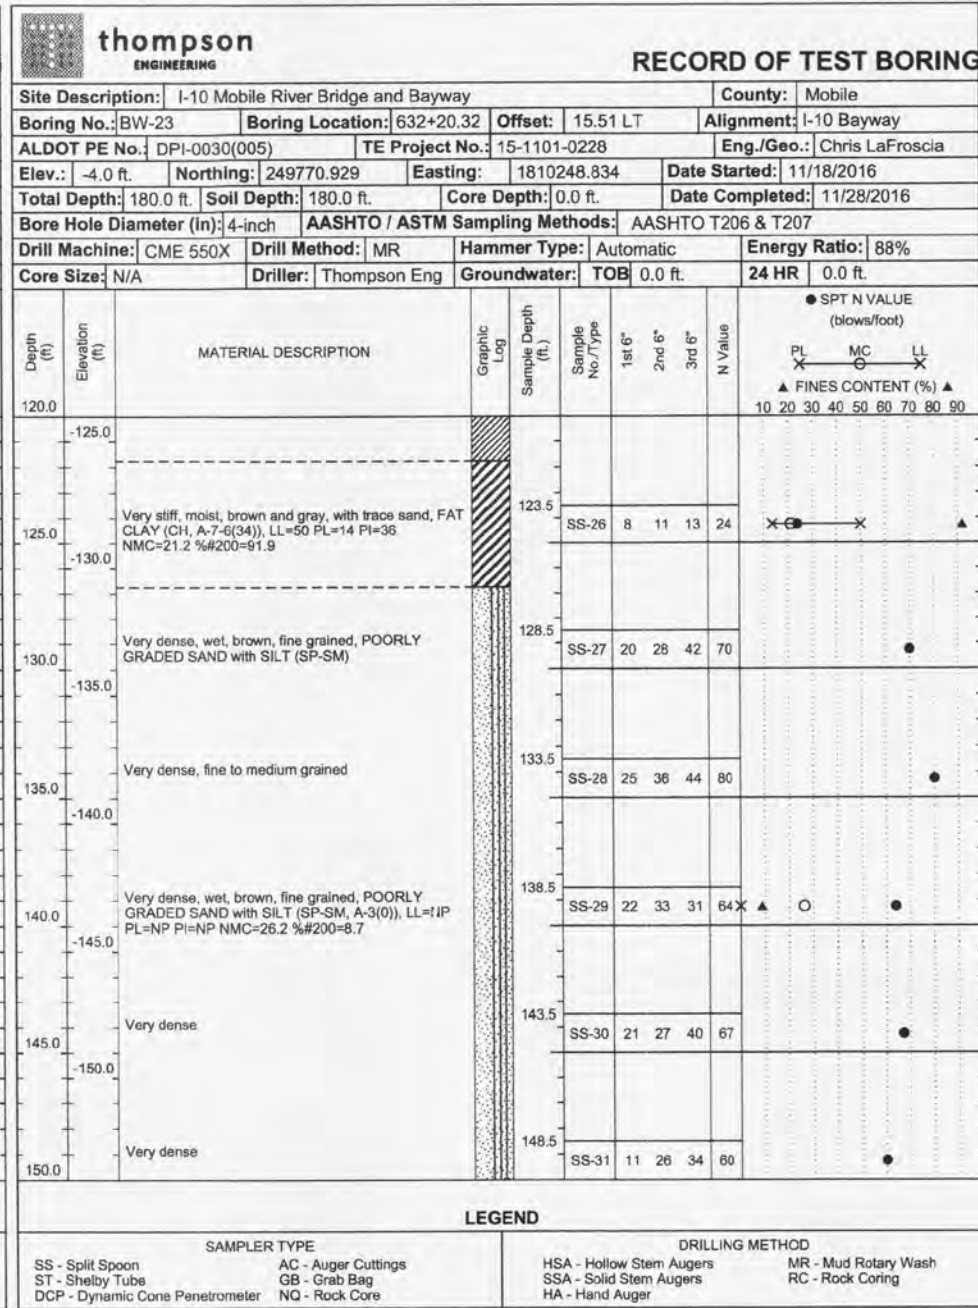 thompson
ENGINEERING
RECORD OF TEST BORING
Site Description: I-10 Mobile River Bridge and Bayway County: Mobile
Boring No.: BW-23 Boring Location: 632+20.32 Offset: 15.51 LT Alignment: I-10 Bayway
ALDOT PE No.: DPI-0030(005) TE Project No.: 15-1101-0228 Eng./Geo.: Chris LaFroscia
Elev.: -4.0 ft. Northing: 249770.929 Easting: 1810248.834 Date Started: 11/18/2016
Total Depth: 180.0 ft. Soil Depth: 180.0 ft. Core Depth: 0.0 ft. Date Completed: 11/28/2016
Bore Hole Diameter (in): 4-inch AASHTO / ASTM Sampling Methods: AASHTO T206 & T207
Drill Machine: CME 550X Drill Method: MR Hammer Type: Automatic Energy Ratio: 88%
Core Size: N/A Driller: Thompson Eng Groundwater: TOB 0.0 ft. 24 HR 0.0 ft.
Depth (ft) Elevation (ft) MATERIAL DESCRIPTION Graphic Log Sample Depth (ft.) Sample No./Type 1st 6" 2nd 6" 3rd 6" N Value
● SPT N VALUE
(blows/foot)
PL MC LL
▲ FINES CONTENT (%) ▲
120.0 10 20 30 40 50 60 70 80 90
-125.0
123.5
Very stiff, moist, brown and gray, with trace sand, FAT
CLAY (CH, A-7-6(34)), LL=50 PL=14 PI=36
NMC=21.2 %#200=91.9
SS-26 8 11 13 24
125.0
-130.0
128.5
Very dense, wet, brown, fine grained, POORLY
GRADED SAND with SILT (SP-SM)
SS-27 20 28 42 70
130.0
-135.0
133.5
Very dense, fine to medium grained
SS-28 25 36 44 80
135.0
-140.0
138.5
Very dense, wet, brown, fine grained, POORLY
GRADED SAND with SILT (SP-SM, A-3(0)), LL=NP
PL=NP PI=NP NMC=26.2 %#200=8.7
SS-29 22 33 31 64
140.0
-145.0
143.5
Very dense
SS-30 21 27 40 67
145.0
-150.0
148.5
Very dense
SS-31 11 26 34 60
150.0
LEGEND
SAMPLER TYPE
SS - Split Spoon AC - Auger Cuttings
ST - Shelby Tube GB - Grab Bag
DCP - Dynamic Cone Penetrometer NQ - Rock Core
DRILLING METHOD
HSA - Hollow Stem Augers MR - Mud Rotary Wash
SSA - Solid Stem Augers RC - Rock Coring
HA - Hand Auger